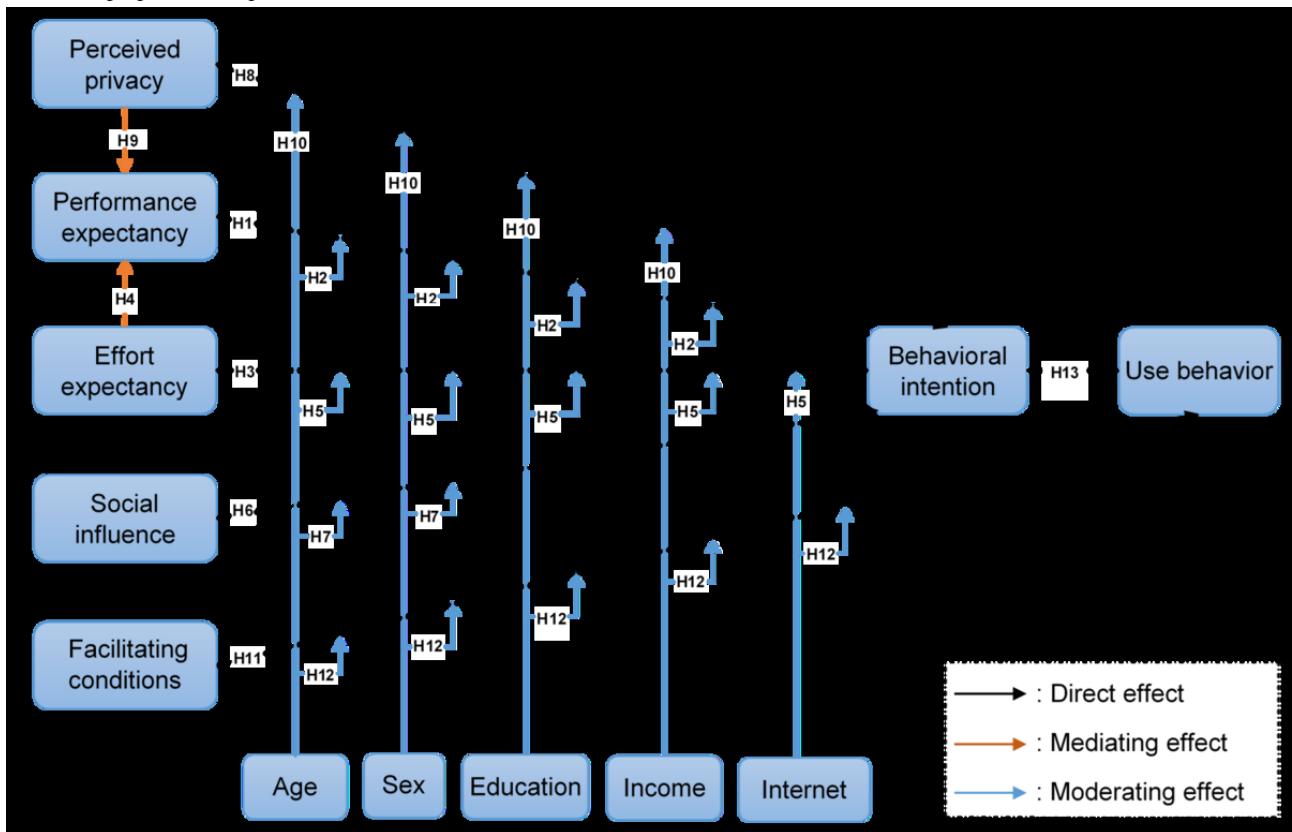 Perceived
privacy
H8
H9
H10
H10
Performance
expectancy
H1
H10
H10
H2
H2
H4
H2
H2
Effort
expectancy
H3
H5
H5
H5
H5
H5
Behavioral
intention
H13
Use behavior
Social
influence
H6
H7
H7
H12
H12
H12
Facilitating
conditions
H11
H12
H12
Age
Sex
Education
Income
Internet
: Direct effect
: Mediating effect
: Moderating effect